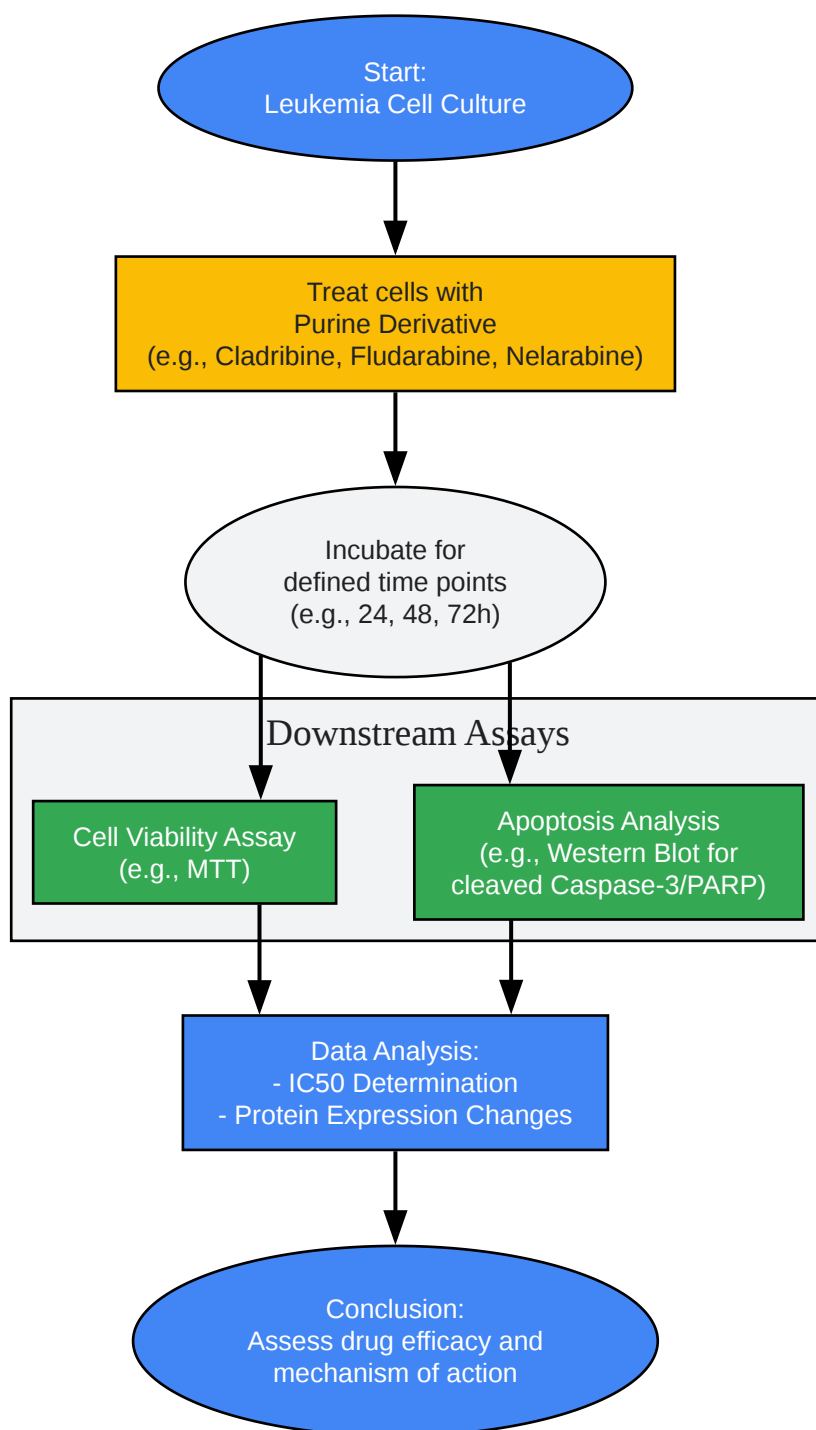 Start:
Leukemia Cell Culture
Treat cells with
Purine Derivative
(e.g., Cladribine, Fludarabine, Nelarabine)
Incubate for
defined time points
(e.g., 24, 48, 72h)
Downstream Assays
Cell Viability Assay
(e.g., MTT)
Apoptosis Analysis
(e.g., Western Blot for
cleaved Caspase-3/PARP)
Data Analysis:
- IC50 Determination
- Protein Expression Changes
Conclusion:
Assess drug efficacy and
mechanism of action